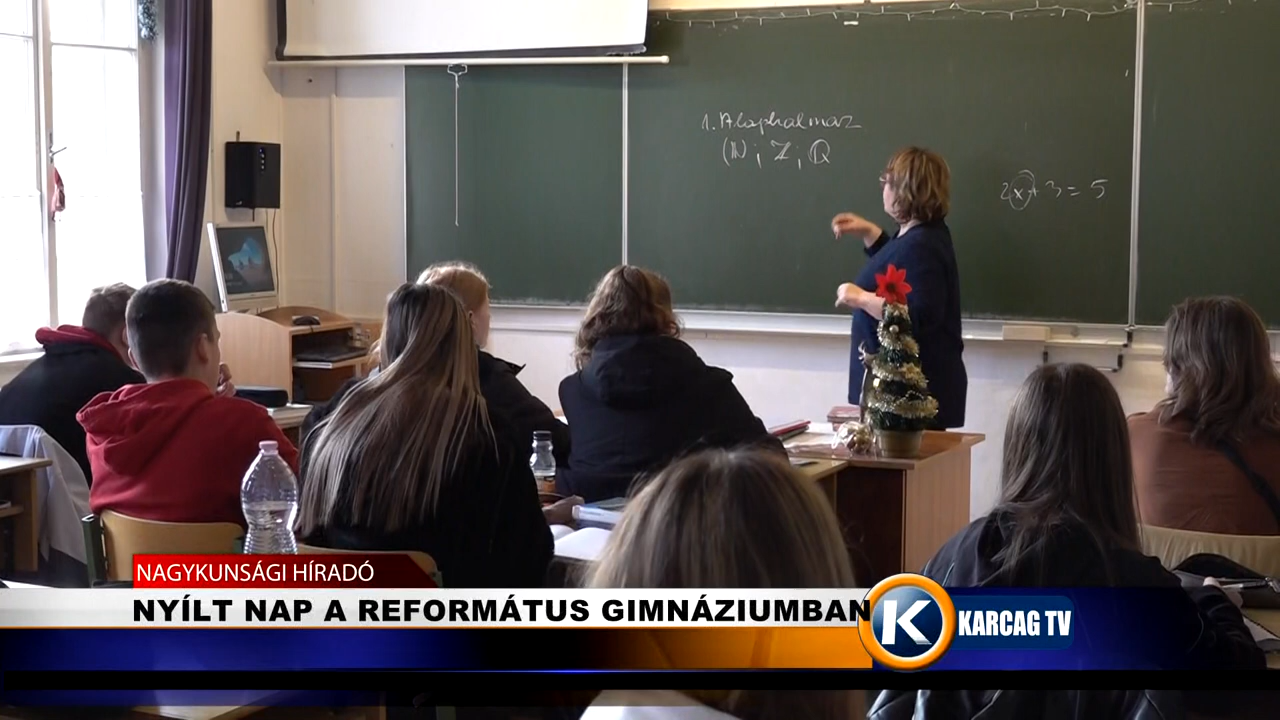 1. Alaphalmaz
(ℕ); ℤ; ℚ
2x + 3 = 5
NAGYKUNSÁGI HÍRADÓ
NYÍLT NAP A REFORMÁTUS GIMNÁZIUMBAN
K KARCAG TV